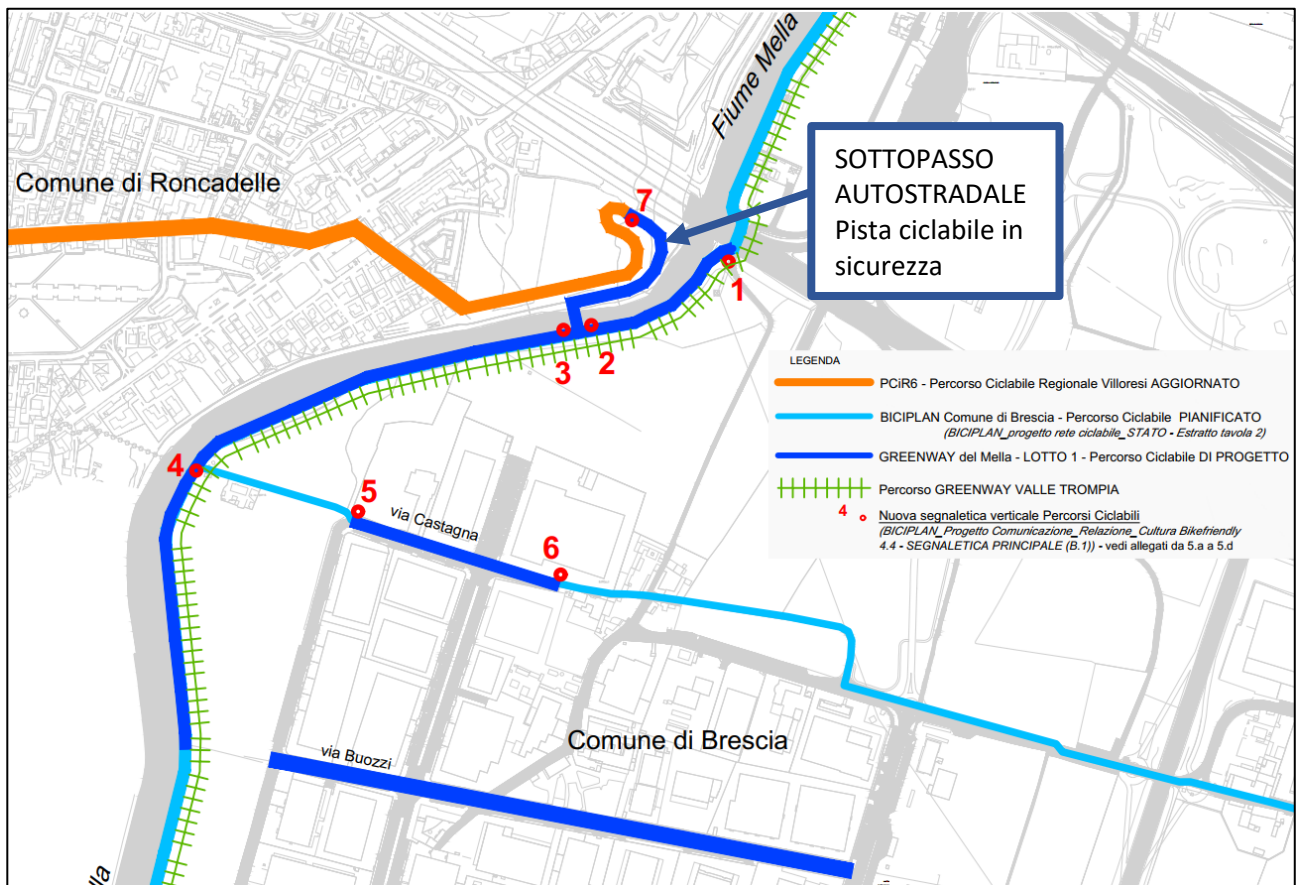 Fiume Mella
SOTTOPASSO
AUTOSTRADALE
Pista ciclabile in
sicurezza
Comune di Roncadelle
7
1
2
3
LEGENDA
PCiR6 - Percorso Ciclabile Regionale Villoresi AGGIORNATO
BICIPLAN Comune di Brescia - Percorso Ciclabile PIANIFICATO
(BICIPLAN_progetto rete ciclabile_STATO - Estratto tavola 2)
GREENWAY del Mella - LOTTO 1 - Percorso Ciclabile DI PROGETTO
Percorso GREENWAY VALLE TROMPIA
4
Nuova segnaletica verticale Percorsi Ciclabili
(BICIPLAN_Progetto Comunicazione_Relazione_Cultura Bikefriendly
4.4 - SEGNALETICA PRINCIPALE (B.1)) - vedi allegati da 5.a a 5.d
4
5
via Castagna
6
Comune di Brescia
via Buozzi
lla